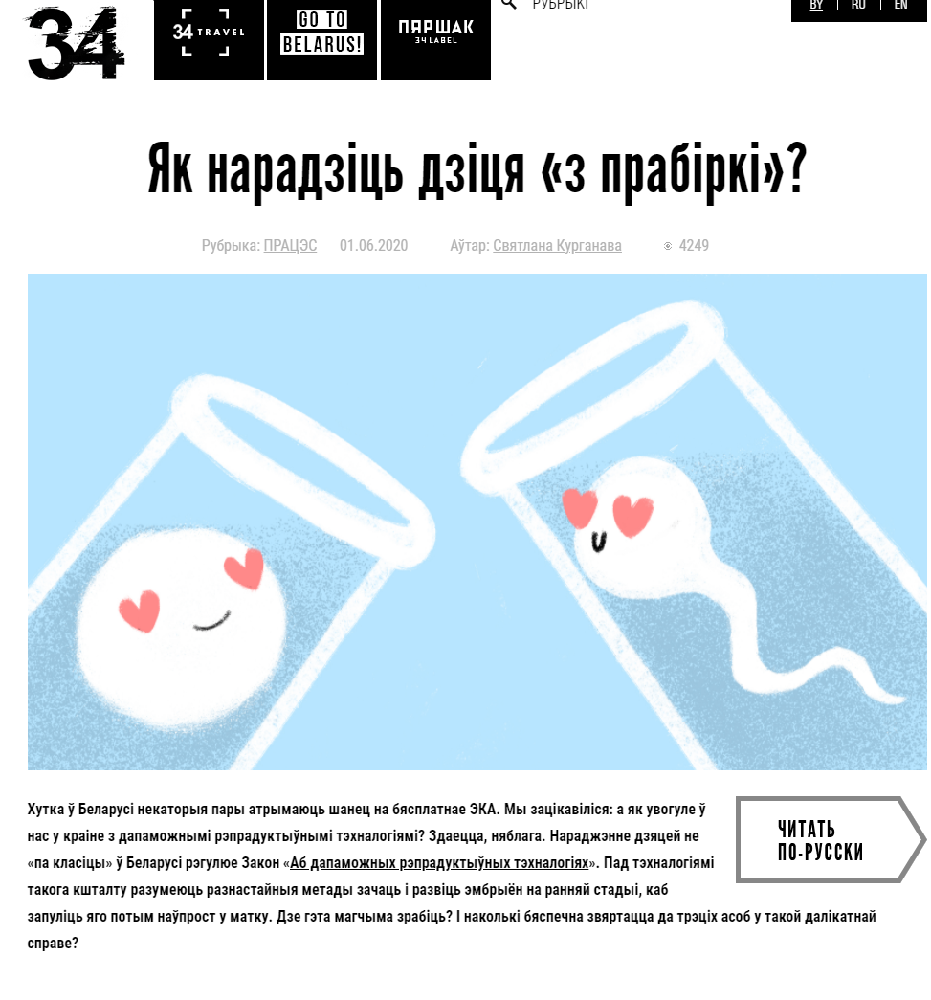 34
34 TRAVEL
GO TO
BELARUS!
ПЯРШАК
34 LABEL
РУБРЫКІ
BY
RU
EN
Як нарадзіць дзіця «з прабіркі»?
Рубрыка: ПРАЦЭС 01.06.2020 Аўтар: Святлана Курганава 4249
Хутка ў Беларусі некаторыя пары атрымаюць шанец на бясплатнае ЭКА. Мы зацікавіліся: а як увогуле ў
нас у краіне з дапаможнымі рэпрадуктыўнымі тэхналогіямі? Здаецца, няблага. Нараджэнне дзяцей не
«па класіцы» ў Беларусі рэгулюе Закон «Аб дапаможных рэпрадуктыўных тэхналогіях». Пад тэхналогіямі
такога кшталту разумеюць разнастайныя метады зачаць і развіць эмбрыён на ранняй стадыі, каб
запуліць яго потым наўпрост у матку. Дзе гэта магчыма зрабіць? І наколькі бяспечна звяртацца да трэціх асоб у такой далікатнай
справе?
ЧИТАТЬ
ПО-РУССКИ